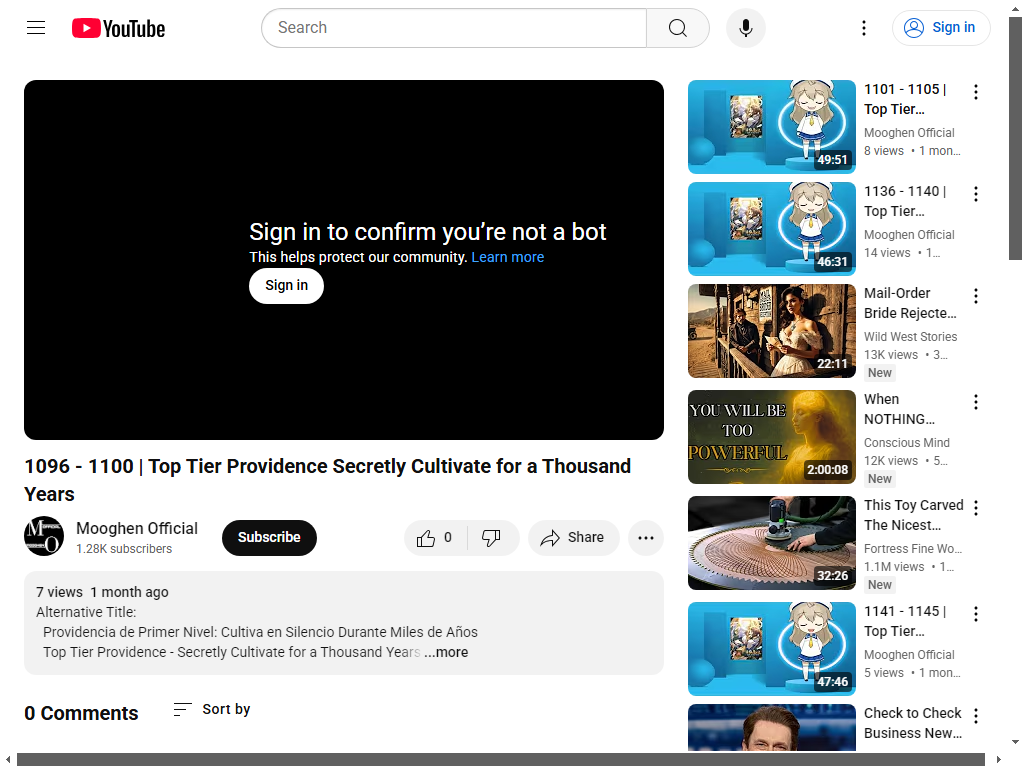 YouTube
Search
Sign in
Sign in to confirm you’re not a bot
This helps protect our community. Learn more
Sign in
1096 - 1100 | Top Tier Providence Secretly Cultivate for a Thousand
Years
Mooghen Official
1.28K subscribers
Subscribe
0
Share
7 views 1 month ago
Alternative Title:
Providencia de Primer Nivel: Cultiva en Silencio Durante Miles de Años
Top Tier Providence - Secretly Cultivate for a Thousand Years ...more
0 Comments
Sort by
49:51
1101 - 1105 |
Top Tier...
Mooghen Official
8 views • 1 mon...
46:31
1136 - 1140 |
Top Tier...
Mooghen Official
14 views • 1...
22:11
Mail-Order
Bride Rejecte...
Wild West Stories
13K views • 3...
New
YOU WILL BE
TOO
POWERFUL
2:00:08
When
NOTHING...
Conscious Mind
12K views • 5...
New
32:26
This Toy Carved
The Nicest...
Fortress Fine Wo...
1.1M views • 1...
New
47:46
1141 - 1145 |
Top Tier...
Mooghen Official
5 views • 1 mon...
Check to Check
Business New...